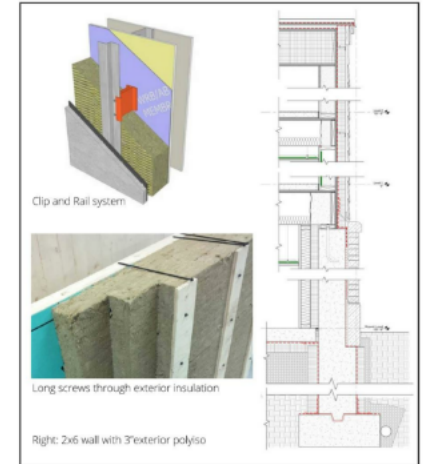 Clip and Rail system
Long screws through exterior insulation
Right: 2x6 wall with 3"exterior polyiso